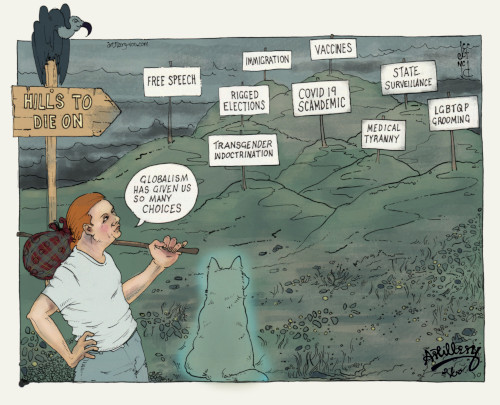 HILLS TO
DIE ON
FREE SPEECH
IMMIGRATION
VACCINES
RIGGED
ELECTIONS
COVID 19
SCAMDEMIC
STATE
SURVEILLANCE
LGBTQP
GROOMING
MEDICAL
TYRANNY
TRANSGENDER
INDOCTRINATION
GLOBALISM
HAS GIVEN US
SO MANY
CHOICES